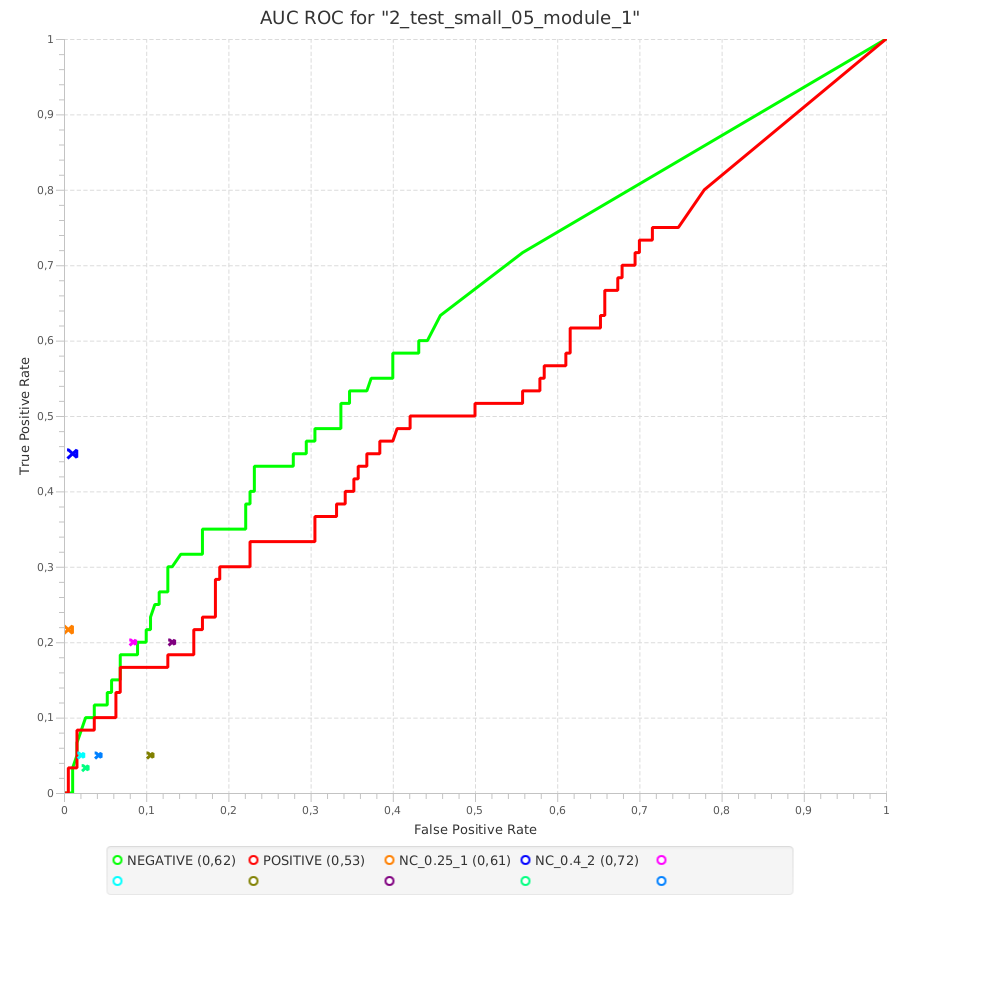 AUC ROC for "2_test_small_05_module_1"
True Positive Rate
1
0,9
0,8
0,7
0,6
0,5
0,4
0,3
0,2
0,1
0
0 0,1 0,2 0,3 0,4 0,5 0,6 0,7 0,8 0,9 1
False Positive Rate
NEGATIVE (0,62) POSITIVE (0,53) NC_0.25_1 (0,61) NC_0.4_2 (0,72)